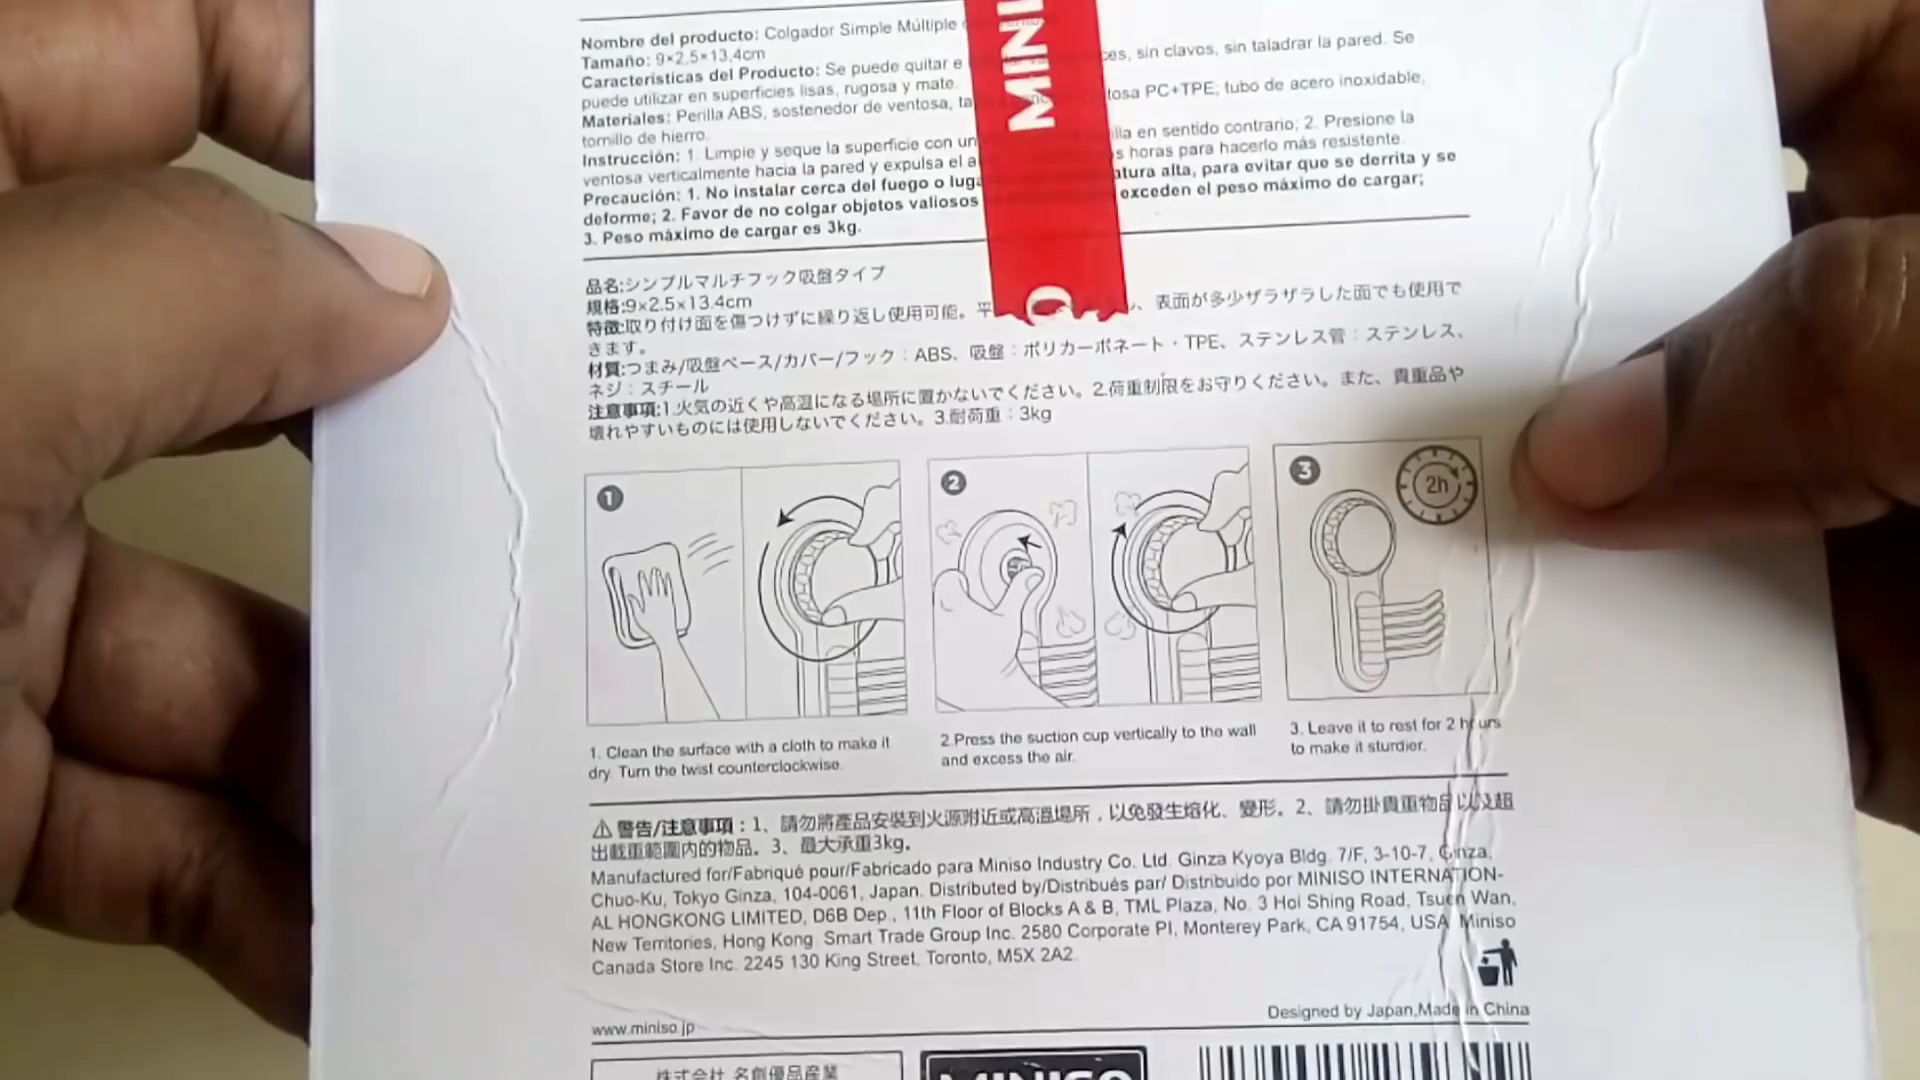 Nombre del producto: Colgador Simple Múltiple
Tamaño: 9×2,5×13,4cm
Características del Producto: Se puede quitar e ces, sin clavos, sin taladrar la pared. Se
puede utilizar en superficies lisas, rugosa y mate.
Materiales: Perilla ABS, sostenedor de ventosa, ta tosa PC+TPE; tubo de acero inoxidable,
tornillo de hierro.
Instrucción: 1. Limpie y seque la superficie con un illa en sentido contrario; 2. Presione la
ventosa verticalmente hacia la pared y expulsa el a s horas para hacerlo más resistente.
Precaución: 1. No instalar cerca del fuego o luga atura alta, para evitar que se derrita y se
deforme; 2. Favor de no colgar objetos valiosos exceden el peso máximo de cargar;
3. Peso máximo de cargar es 3kg.
MINI
O
品名:シンプルマルチフック吸盤タイプ
規格:9×2.5×13.4cm
特徴:取り付け面を傷つけずに繰り返し使用可能。平 、表面が多少ザラザラした面でも使用で
きます。
材質:つまみ/吸盤ベース/カバー/フック：ABS、吸盤：ポリカーボネート・TPE、ステンレス管：ステンレス、
ネジ：スチール
注意事項:1.火気の近くや高温になる場所に置かないでください。2.荷重制限をお守りください。また、貴重品や
壊れやすいものには使用しないでください。3.耐荷重：3kg
1
2
3
2h
1. Clean the surface with a cloth to make it
dry. Turn the twist counterclockwise.
2.Press the suction cup vertically to the wall
and excess the air.
3. Leave it to rest for 2 hours
to make it sturdier.
警告/注意事項：1、請勿將產品安裝到火源附近或高溫場所，以免發生熔化、變形。2、請勿掛貴重物品以及超
出載重範圍內的物品。3、最大承重3kg。
Manufactured for/Fabriqué pour/Fabricado para Miniso Industry Co. Ltd. Ginza Kyoya Bldg. 7/F, 3-10-7, Ginza,
Chuo-Ku, Tokyo Ginza, 104-0061, Japan. Distributed by/Distribués par/ Distribuido por MINISO INTERNATION-
AL HONGKONG LIMITED, D6B Dep., 11th Floor of Blocks A & B, TML Plaza, No. 3 Hoi Shing Road, Tsuen Wan,
New Territories, Hong Kong. Smart Trade Group Inc. 2580 Corporate Pl, Monterey Park, CA 91754, USA Miniso
Canada Store Inc. 2245 130 King Street, Toronto, M5X 2A2.
Designed by Japan,Made in China
www.miniso.jp
株式会社 名創優品産業
MINISO